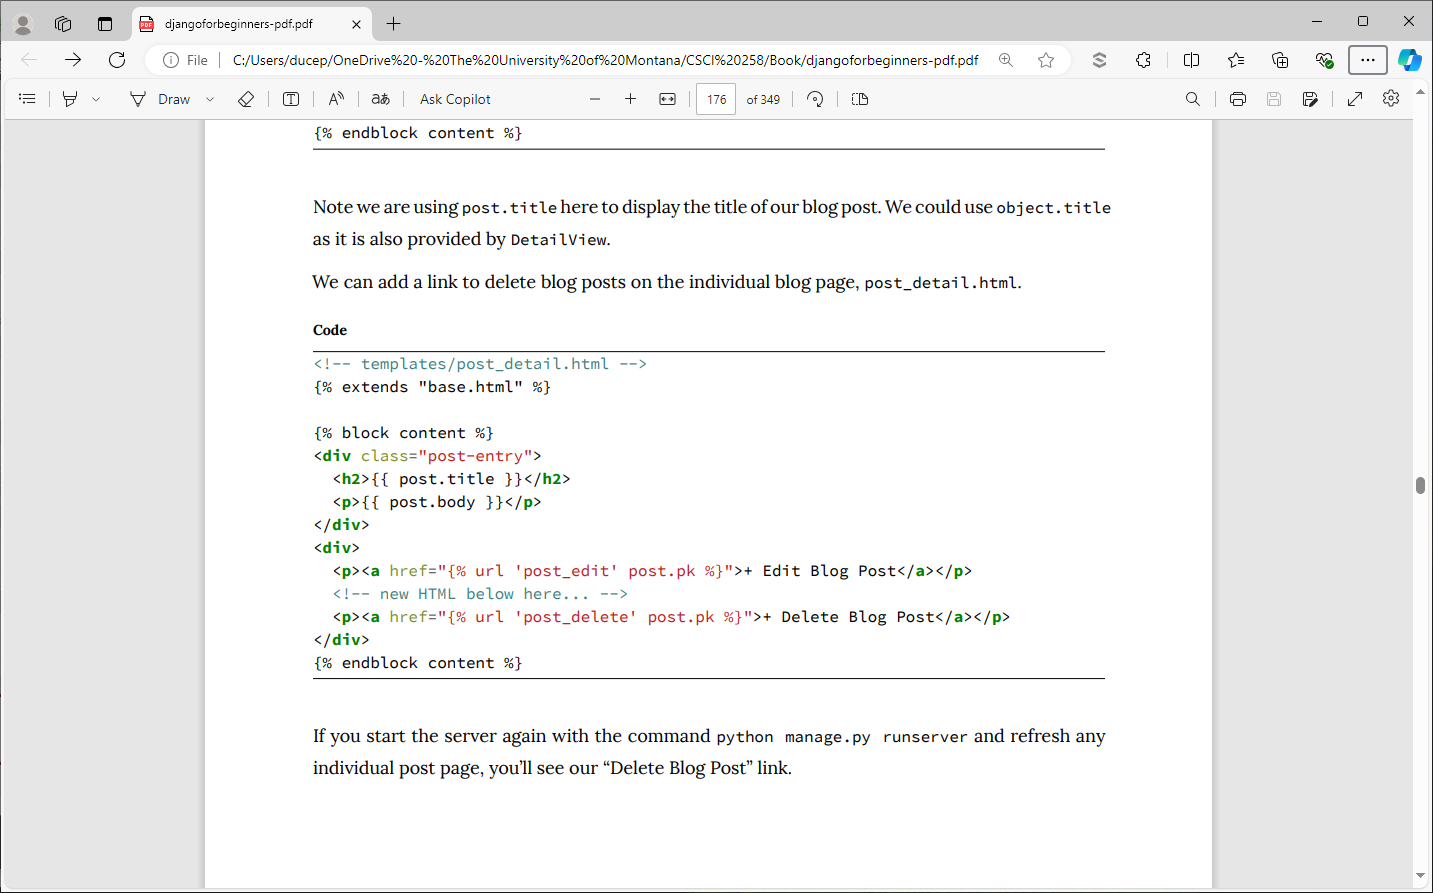 djangoforbeginners-pdf.pdf
File
C:/Users/ducep/OneDrive%20-%20The%20University%20of%20Montana/CSCI%20258/Book/djangoforbeginners-pdf.pdf
Draw
Ask Copilot
176 of 349
{% endblock content %}
Note we are using post.title here to display the title of our blog post. We could use object.title
as it is also provided by DetailView.
We can add a link to delete blog posts on the individual blog page, post_detail.html.
Code
<!-- templates/post_detail.html -->
{% extends "base.html" %}
{% block content %}
<div class="post-entry">
<h2>{{ post.title }}</h2>
<p>{{ post.body }}</p>
</div>
<div>
<p><a href="{% url 'post_edit' post.pk %}">+ Edit Blog Post</a></p>
<!-- new HTML below here... -->
<p><a href="{% url 'post_delete' post.pk %}">+ Delete Blog Post</a></p>
</div>
{% endblock content %}
If you start the server again with the command python manage.py runserver and refresh any
individual post page, you’ll see our “Delete Blog Post” link.